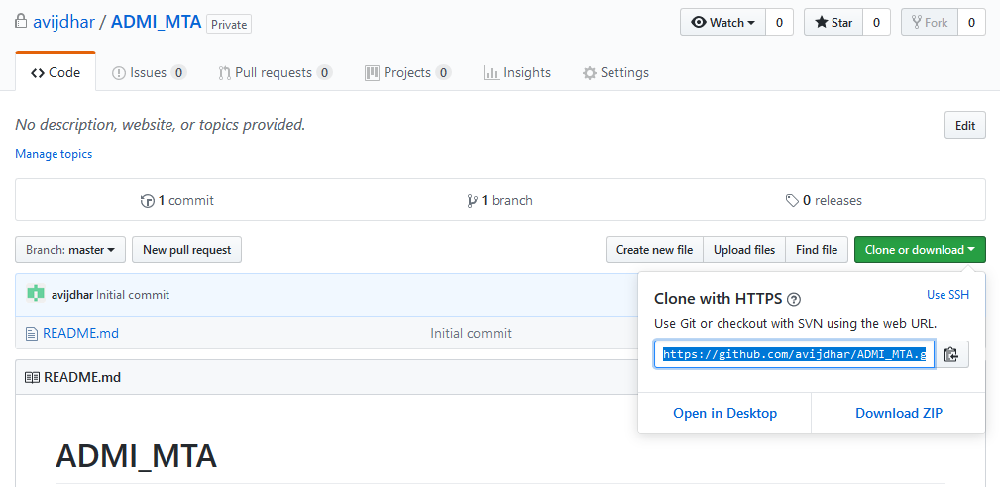 avijdhar / ADMI_MTA Private Watch 0 Star 0 Fork 0
Code Issues 0 Pull requests 0 Projects 0 Insights Settings
No description, website, or topics provided. Edit
Manage topics
1 commit 1 branch 0 releases
Branch: master New pull request Create new file Upload files Find file Clone or download
avijdhar Initial commit
README.md Initial commit
README.md
ADMI_MTA
Clone with HTTPS ? Use SSH
Use Git or checkout with SVN using the web URL.
https://github.com/avijdhar/ADMI_MTA.g
Open in Desktop Download ZIP